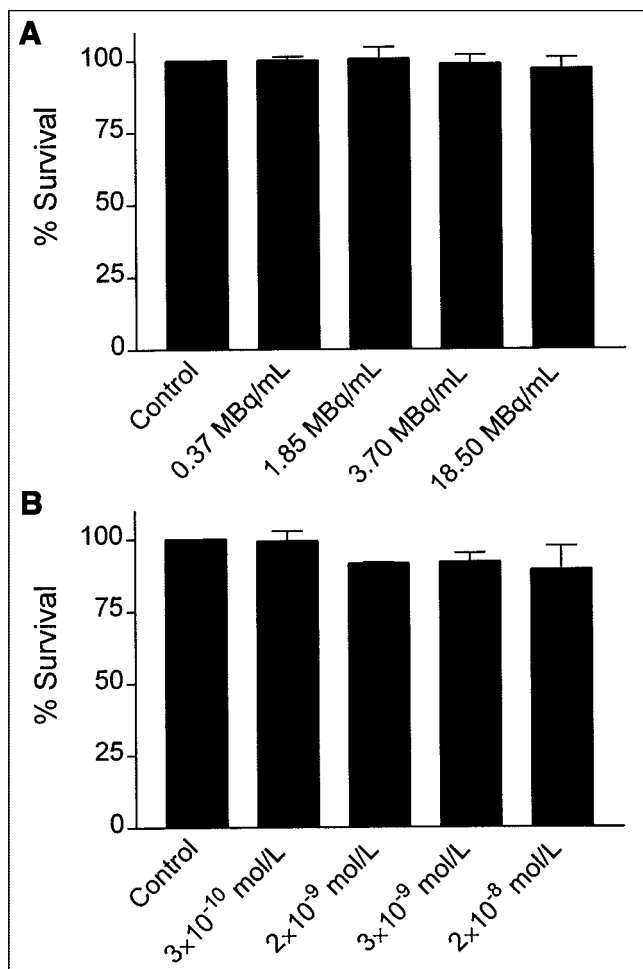 A
% Survival
100
75
50
25
0
Control
0.37 MBq/mL
1.85 MBq/mL
3.70 MBq/mL
18.50 MBq/mL
B
% Survival
100
75
50
25
0
Control
3×10⁻¹⁰ mol/L
2×10⁻⁹ mol/L
3×10⁻⁹ mol/L
2×10⁻⁸ mol/L